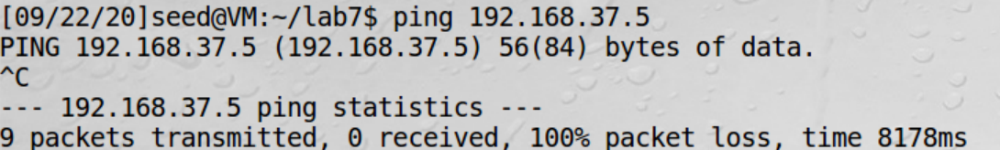 [09/22/20]seed@VM:~/lab7$ ping 192.168.37.5
PING 192.168.37.5 (192.168.37.5) 56(84) bytes of data.
^C
--- 192.168.37.5 ping statistics ---
9 packets transmitted, 0 received, 100% packet loss, time 8178ms